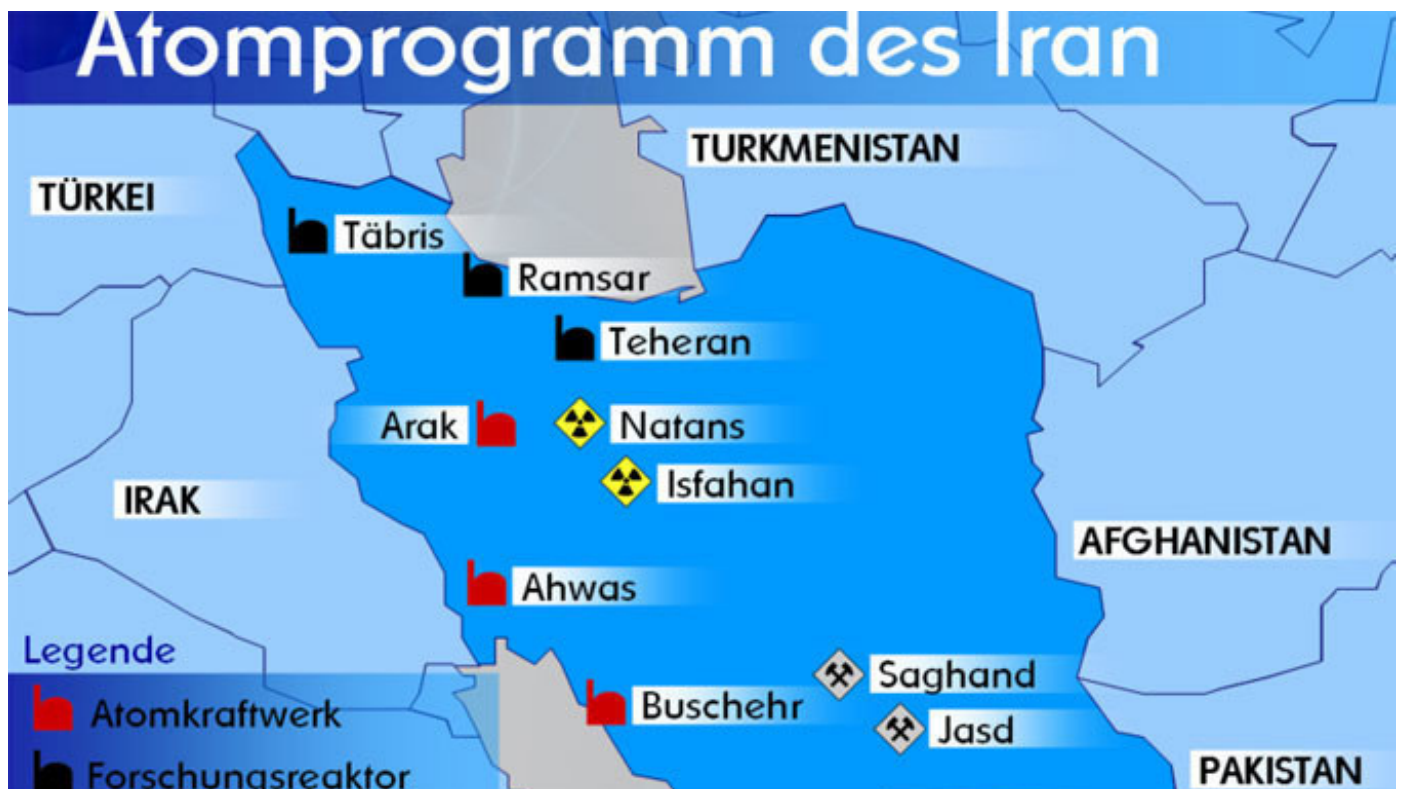 Atomprogramm des Iran
TURKMENISTAN
TÜRKEI
Täbris
Ramsar
Teheran
Arak
Natans
Isfahan
IRAK
AFGHANISTAN
Ahwas
Legende
Saghand
Atomkraftwerk
Buschehr
Jasd
Forschungsreaktor
PAKISTAN